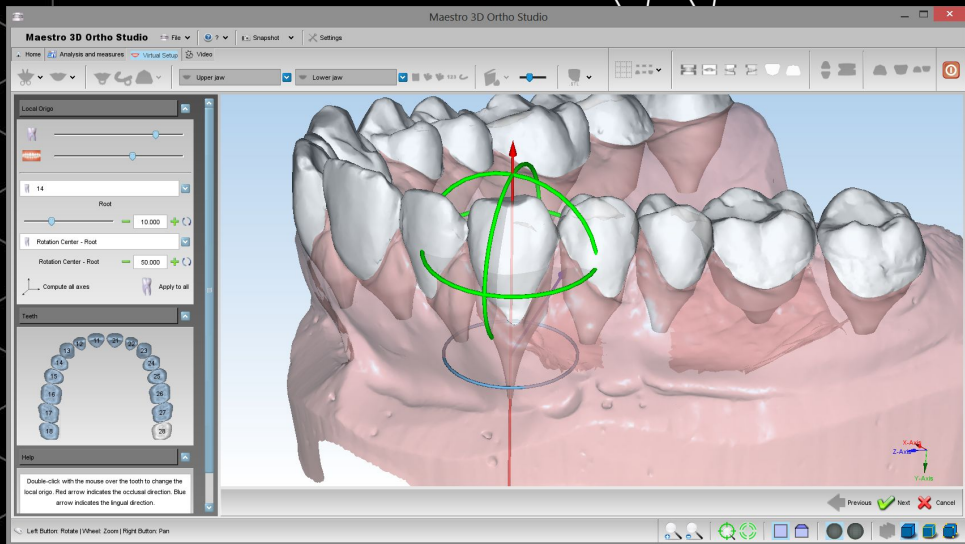 Maestro 3D Ortho Studio
Maestro 3D Ortho Studio File ? Snapshot Settings
Home Analysis and measures Virtual Setup Video
Upper jaw Lower jaw
Local Origo
14
Root
10.000
Rotation Center - Root
Rotation Center - Root 50.000
Compute all axes Apply to all
Teeth
13 12 11 21 22 23
14 24
15 25
16 26
17 27
18 28
Help
Double-click with the mouse over the tooth to change the
local origo. Red arrow indicates the occlusal direction. Blue
arrow indicates the lingual direction.
X-Axis
Z-Axis
Y-Axis
Previous Next Cancel
Left Button: Rotate | Wheel: Zoom | Right Button: Pan